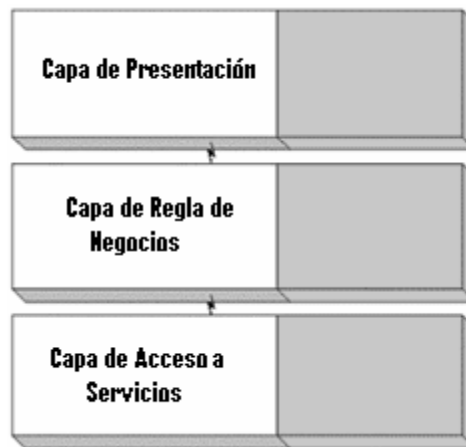 Capa de Presentación
Capa de Regla de
Negocios
Capa de Acceso a
Servicios